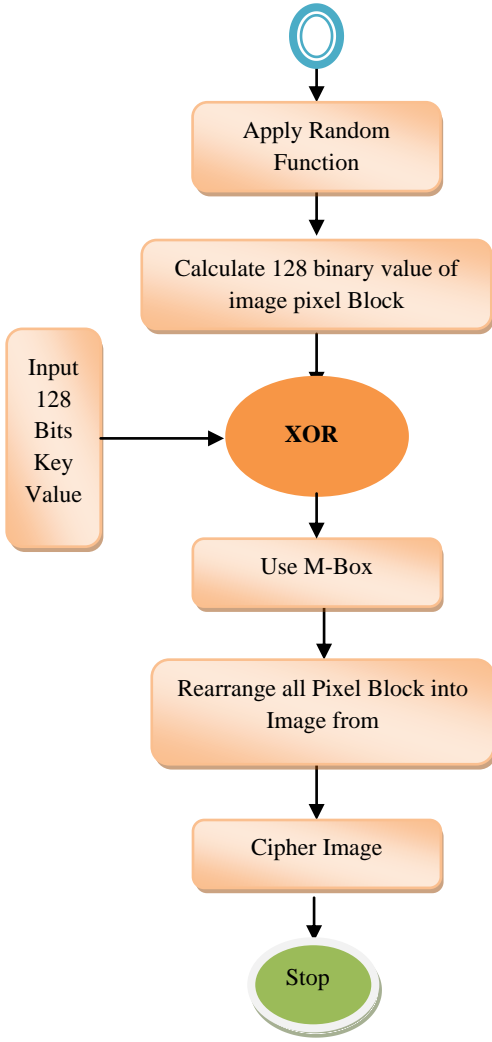 Apply Random
Function
Calculate 128 binary value of
image pixel Block
Input
128
Bits
Key
Value
XOR
Use M-Box
Rearrange all Pixel Block into
Image from
Cipher Image
Stop